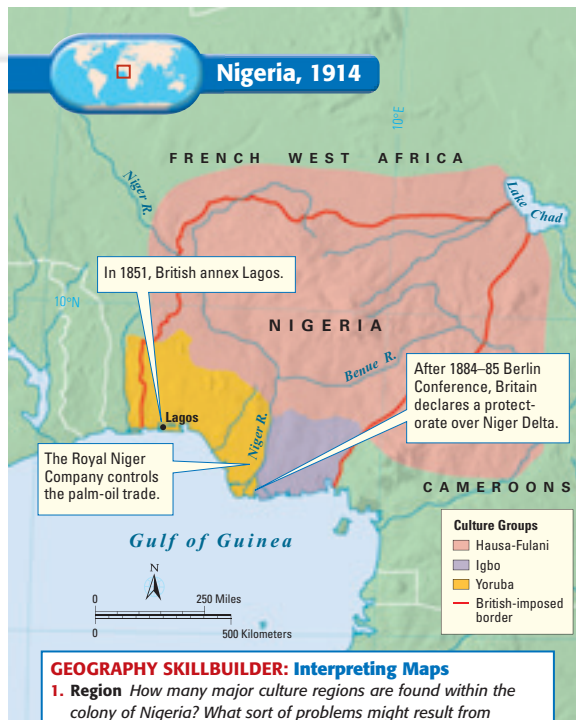 Nigeria, 1914
10°E
FRENCH WEST AFRICA
Niger R.
Lake
Chad
In 1851, British annex Lagos.
10°N
NIGERIA
Benue R.
After 1884–85 Berlin
Conference, Britain
declares a protect-
orate over Niger Delta.
Lagos
Niger R.
The Royal Niger
Company controls
the palm-oil trade.
CAMEROONS
Gulf of Guinea
Culture Groups
Hausa-Fulani
Igbo
Yoruba
British-imposed
border
N
0 250 Miles
0 500 Kilometers
GEOGRAPHY SKILLBUILDER: Interpreting Maps
1. Region How many major culture regions are found within the
colony of Nigeria? What sort of problems might result from